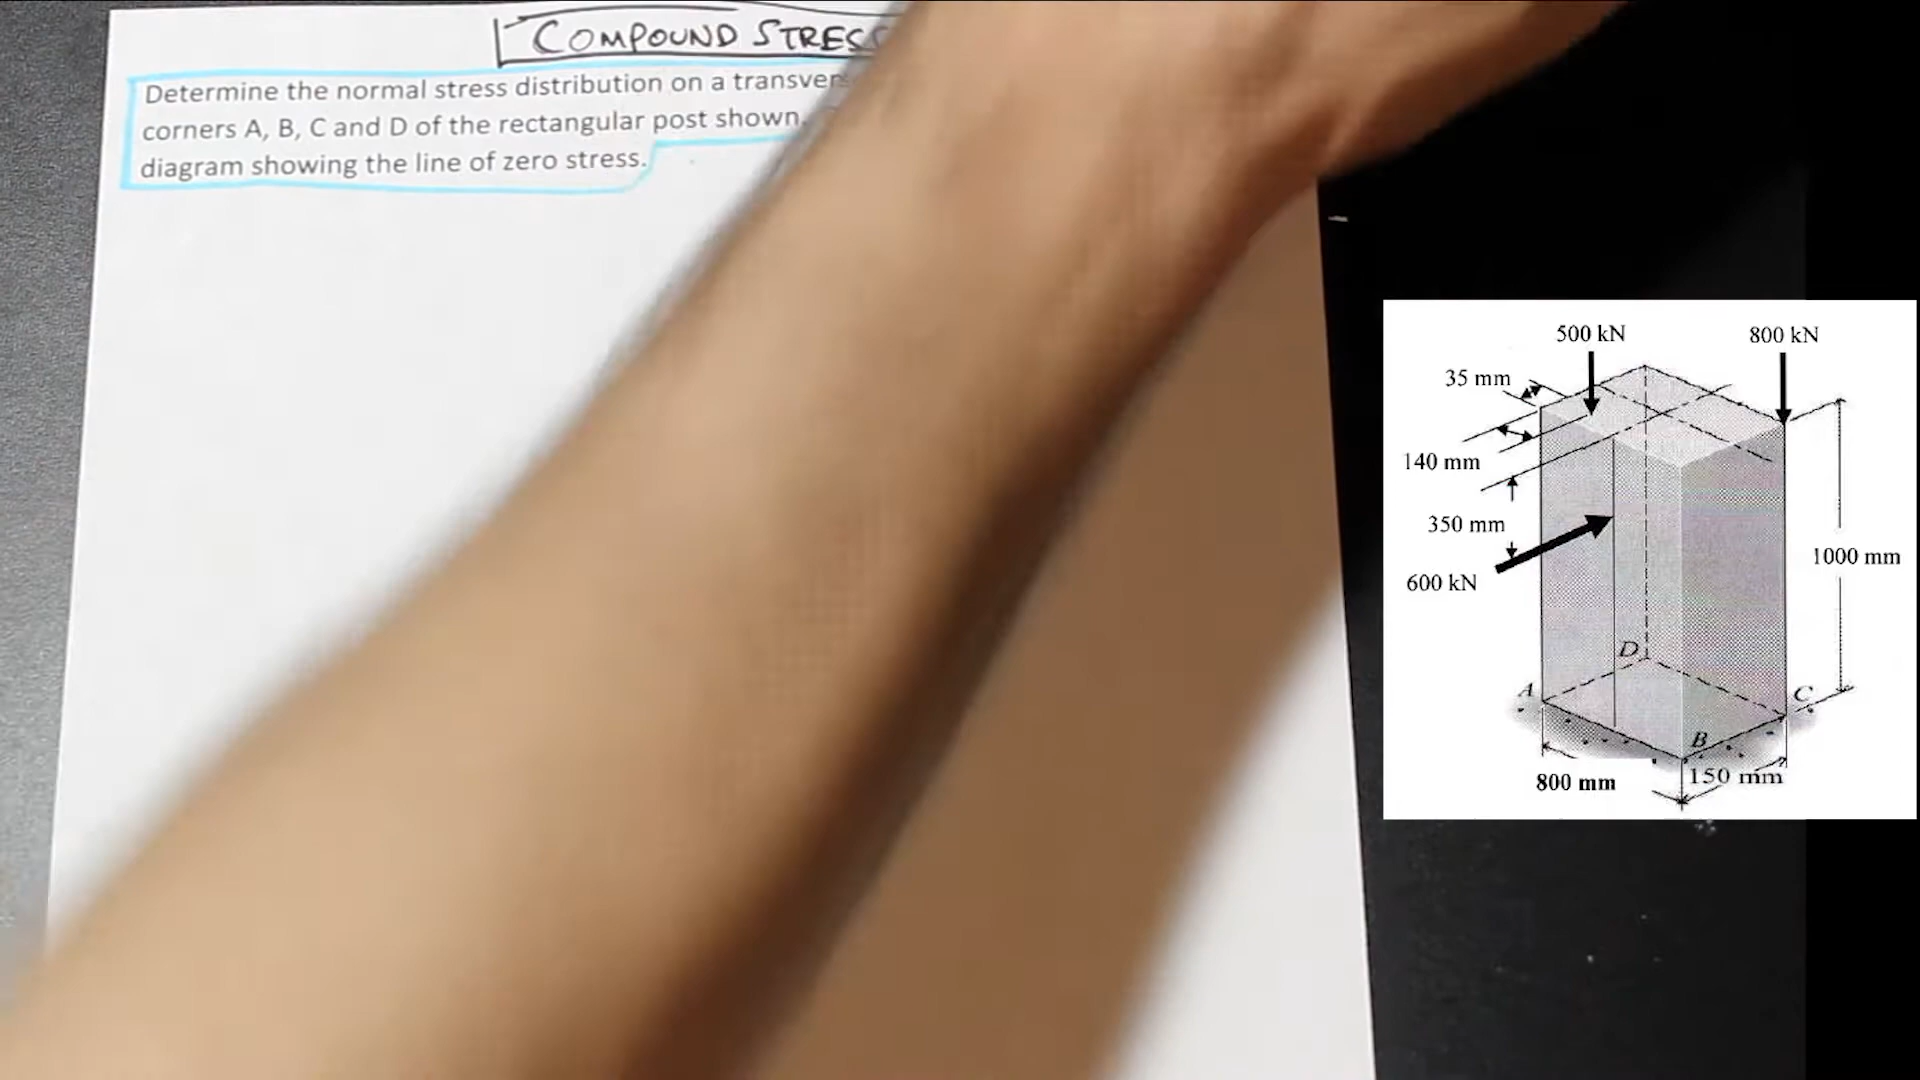 COMPOUND STRESS
Determine the normal stress distribution on a
corners A, B, C and D of the rectangular post shown.
diagram showing the line of zero stress.
500 kN
800 kN
35 mm
140 mm
350 mm
600 kN
1000 mm
D
A
C
B
800 mm
150 mm